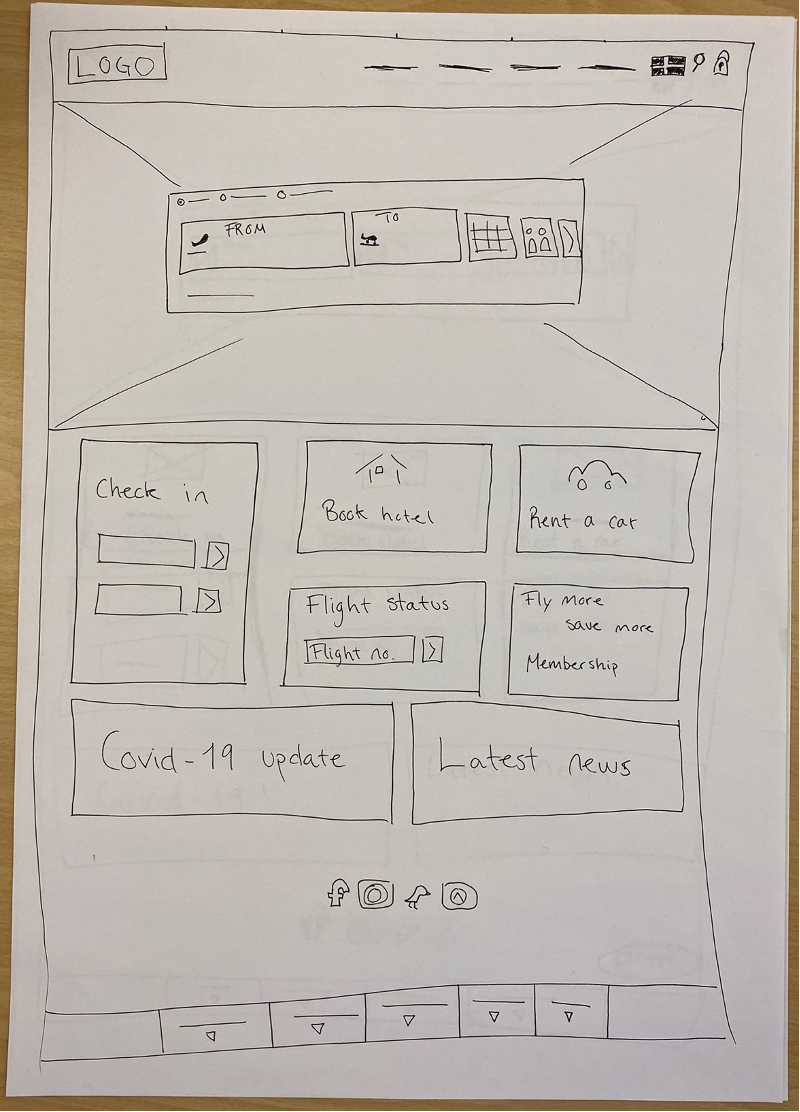 LOGO
FROM
TO
Check in
Book hotel
Rent a car
Flight status
Flight no.
Fly more
save more
Membership
Covid-19 update
Latest news